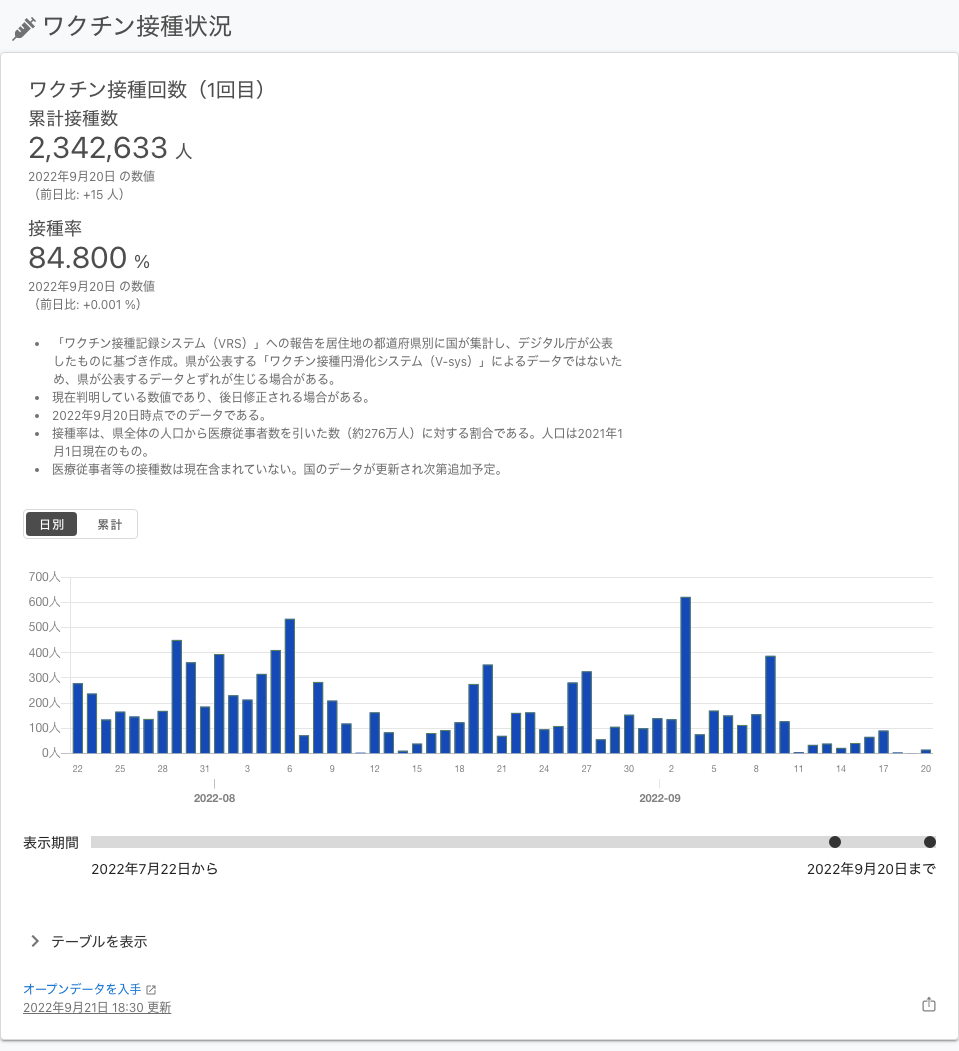 ワクチン接種状況
ワクチン接種回数（1回目）
累計接種数
2,342,633 人
2022年9月20日 の数値
（前日比: +15 人）
接種率
84.800 %
2022年9月20日 の数値
（前日比: +0.001 %）
• 「ワクチン接種記録システム（VRS）」への報告を居住地の都道府県別に国が集計し、デジタル庁が公表
したものに基づき作成。県が公表する「ワクチン接種円滑化システム（V-sys）」によるデータではないた
め、県が公表するデータとずれが生じる場合がある。
• 現在判明している数値であり、後日修正される場合がある。
• 2022年9月20日時点でのデータである。
• 接種率は、県全体の人口から医療従事者数を引いた数（約276万人）に対する割合である。人口は2021年1
月1日現在のもの。
• 医療従事者等の接種数は現在含まれていない。国のデータが更新され次第追加予定。
日別 累計
700人
600人
500人
400人
300人
200人
100人
0人
22 25 28 31 3 6 9 12 15 18 21 24 27 30 2 5 8 11 14 17 20
2022-08 2022-09
表示期間
2022年7月22日から 2022年9月20日まで
テーブルを表示
オープンデータを入手
2022年9月21日 18:30 更新